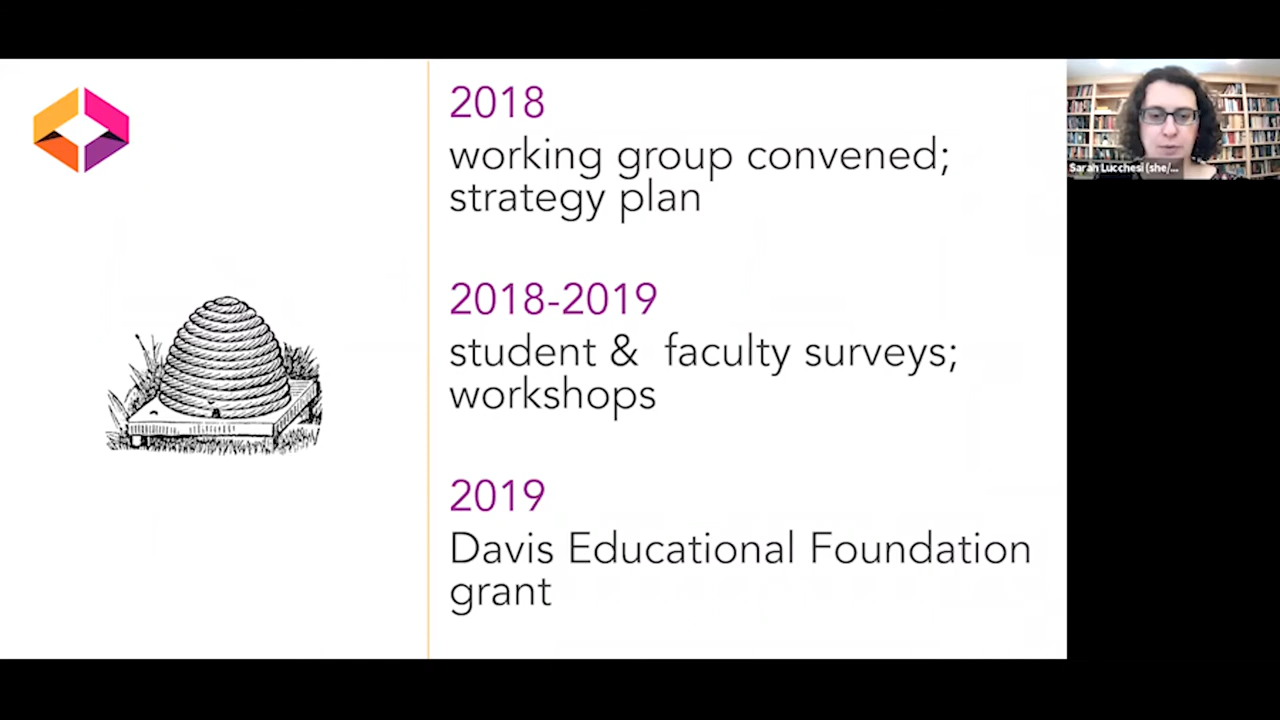 2018
working group convened;
strategy plan
2018-2019
student & faculty surveys;
workshops
2019
Davis Educational Foundation
grant
Sarah Lucchesi (she/...